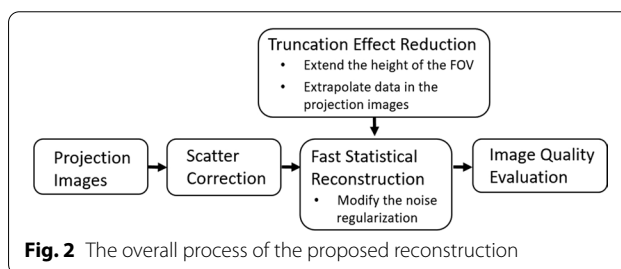 Truncation Effect Reduction
• Extend the height of the FOV
• Extrapolate data in the
projection images
Projection
Images
Scatter
Correction
Fast Statistical
Reconstruction
• Modify the noise
regularization
Image Quality
Evaluation
Fig. 2 The overall process of the proposed reconstruction